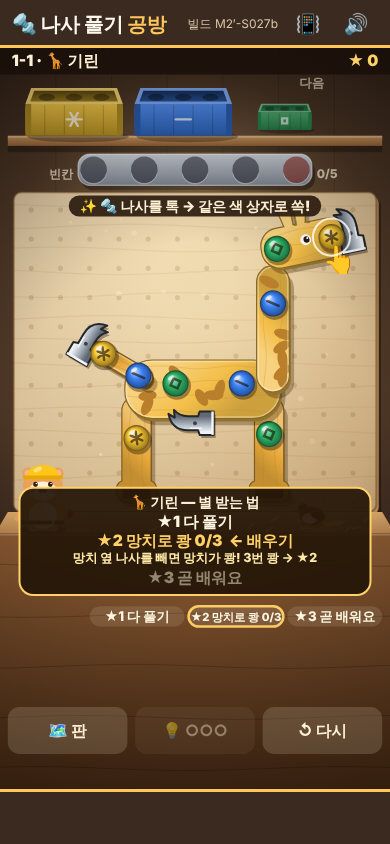 나사 풀기 공방
빌드 M2′-S027b
1-1 · 기린
★ 0
다음
빈칸
0/5
✨ 🔩 나사를 톡 → 같은 색 상자로 쏙!
🦒 기린 — 별 받는 법
★1 다 풀기
★2 망치로 쾅 0/3 ← 배우기
망치 옆 나사를 빼면 망치가 쾅! 3번 쾅 → ★2
★3 곧 배워요
★1 다 풀기
★2 망치로 쾅 0/3
★3 곧 배워요
🗺️ 판
💡 ○○○
↺ 다시